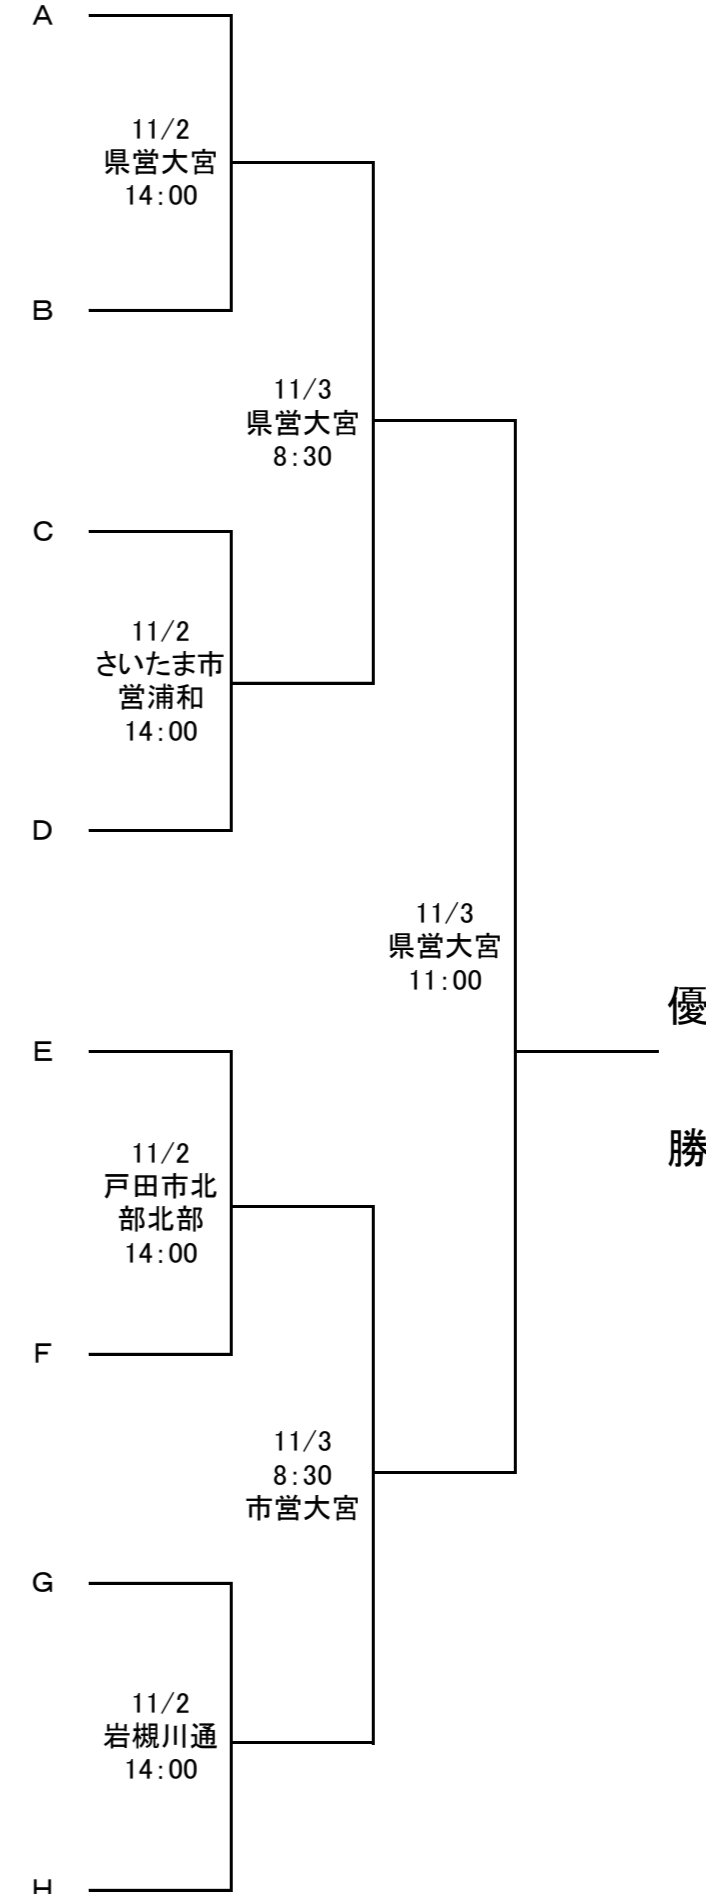 A
11/2
県営大宮
14:00
B
11/3
県営大宮
8:30
C
11/2
さいたま市
営浦和
14:00
D
11/3
県営大宮
11:00
優
勝
E
11/2
戸田市北
部北部
14:00
F
11/3
8:30
市営大宮
G
11/2
岩槻川通
14:00
H